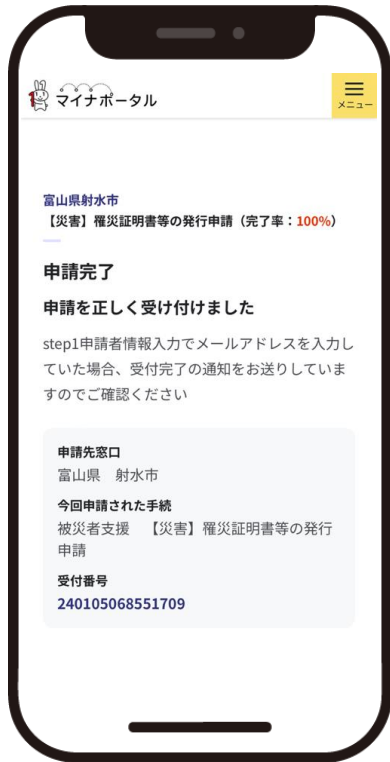 マイナポータル
メニュー
富山県射水市
【災害】罹災証明書等の発行申請（完了率：100%）
申請完了
申請を正しく受け付けました
step1申請者情報入力でメールアドレスを入力し
ていた場合、受付完了の通知をお送りしていま
すのでご確認ください
申請先窓口
富山県　射水市
今回申請された手続
被災者支援　【災害】罹災証明書等の発行
申請
受付番号
240105068551709